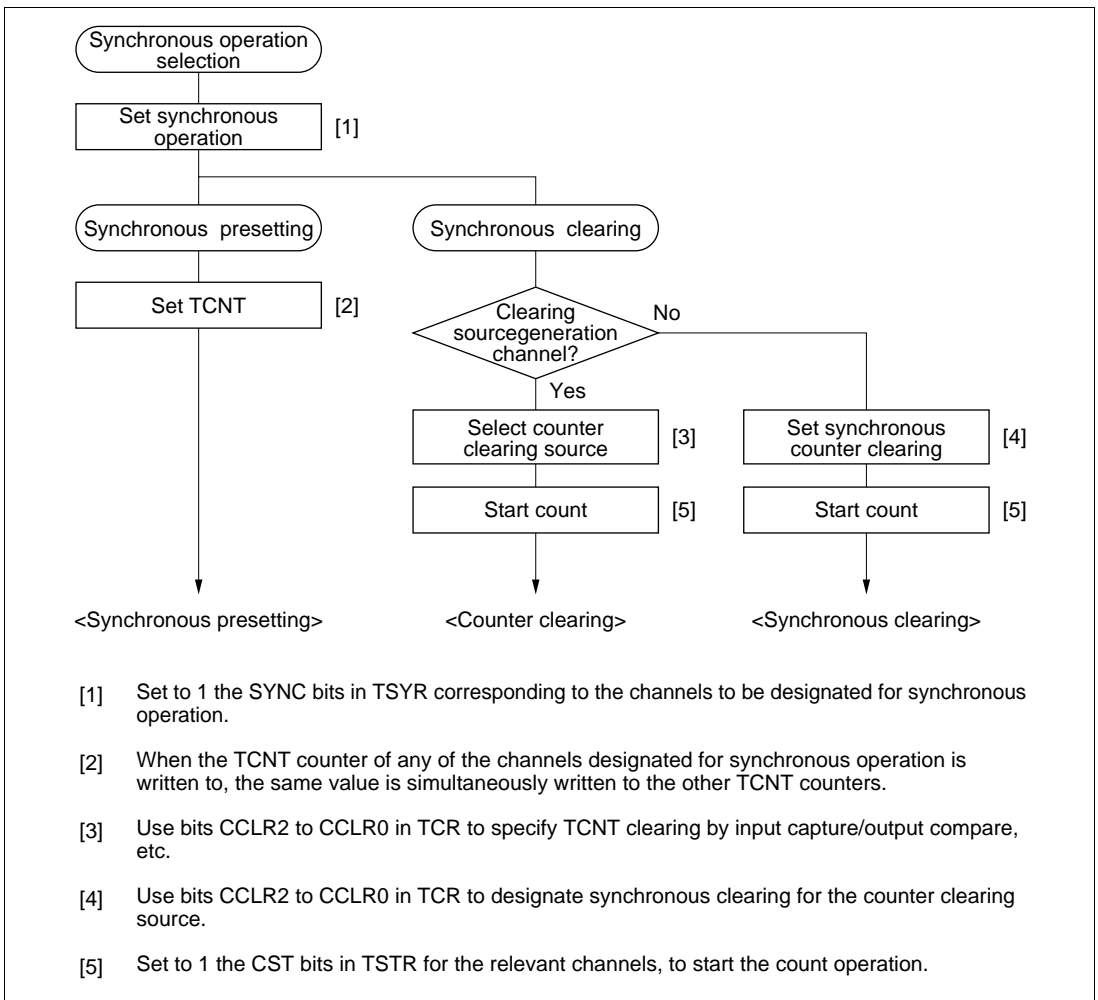 Synchronous operation
selection
Set synchronous
operation
[1]
Synchronous presetting
Synchronous clearing
Set TCNT
[2]
Clearing
sourcegeneration
channel?
No
Yes
Select counter
clearing source
[3]
Set synchronous
counter clearing
[4]
Start count
[5]
Start count
[5]
<Synchronous presetting>
<Counter clearing>
<Synchronous clearing>
[1] Set to 1 the SYNC bits in TSYR corresponding to the channels to be designated for synchronous
operation.
[2] When the TCNT counter of any of the channels designated for synchronous operation is
written to, the same value is simultaneously written to the other TCNT counters.
[3] Use bits CCLR2 to CCLR0 in TCR to specify TCNT clearing by input capture/output compare,
etc.
[4] Use bits CCLR2 to CCLR0 in TCR to designate synchronous clearing for the counter clearing
source.
[5] Set to 1 the CST bits in TSTR for the relevant channels, to start the count operation.